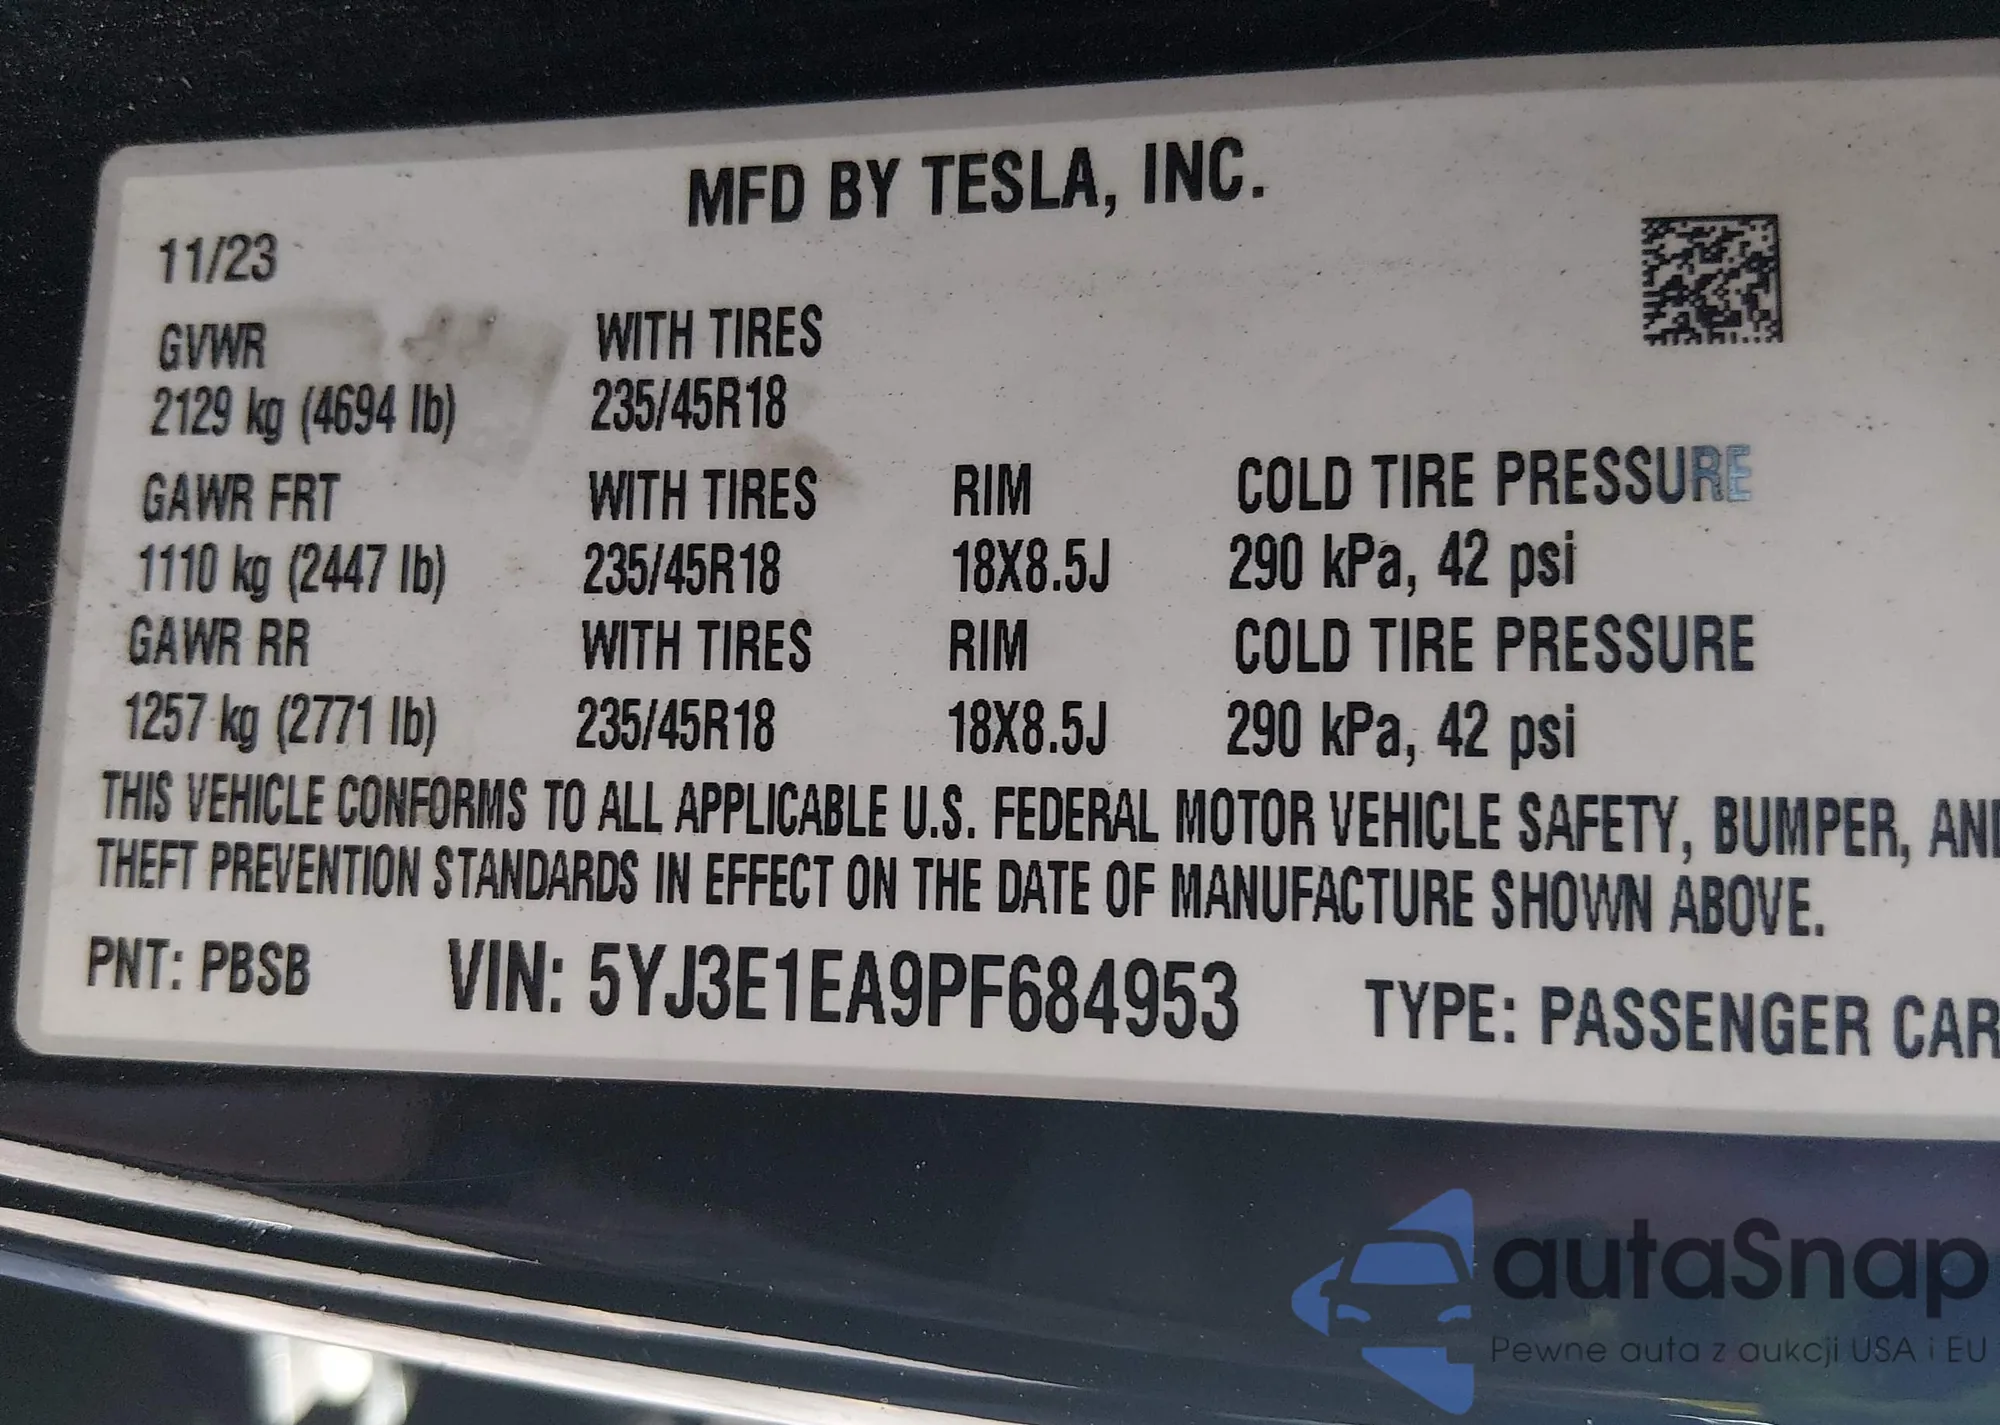 MFD BY TESLA, INC.
11/23
GVWR WITH TIRES
2129 kg (4694 lb) 235/45R18
GAWR FRT WITH TIRES RIM COLD TIRE PRESSURE
1110 kg (2447 lb) 235/45R18 18X8.5J 290 kPa, 42 psi
GAWR RR WITH TIRES RIM COLD TIRE PRESSURE
1257 kg (2771 lb) 235/45R18 18X8.5J 290 kPa, 42 psi
THIS VEHICLE CONFORMS TO ALL APPLICABLE U.S. FEDERAL MOTOR VEHICLE SAFETY, BUMPER, AND
THEFT PREVENTION STANDARDS IN EFFECT ON THE DATE OF MANUFACTURE SHOWN ABOVE.
PNT: PBSB VIN: 5YJ3E1EA9PF684953 TYPE: PASSENGER CAR
autaSnap
Pewne auta z aukcji USA i EU